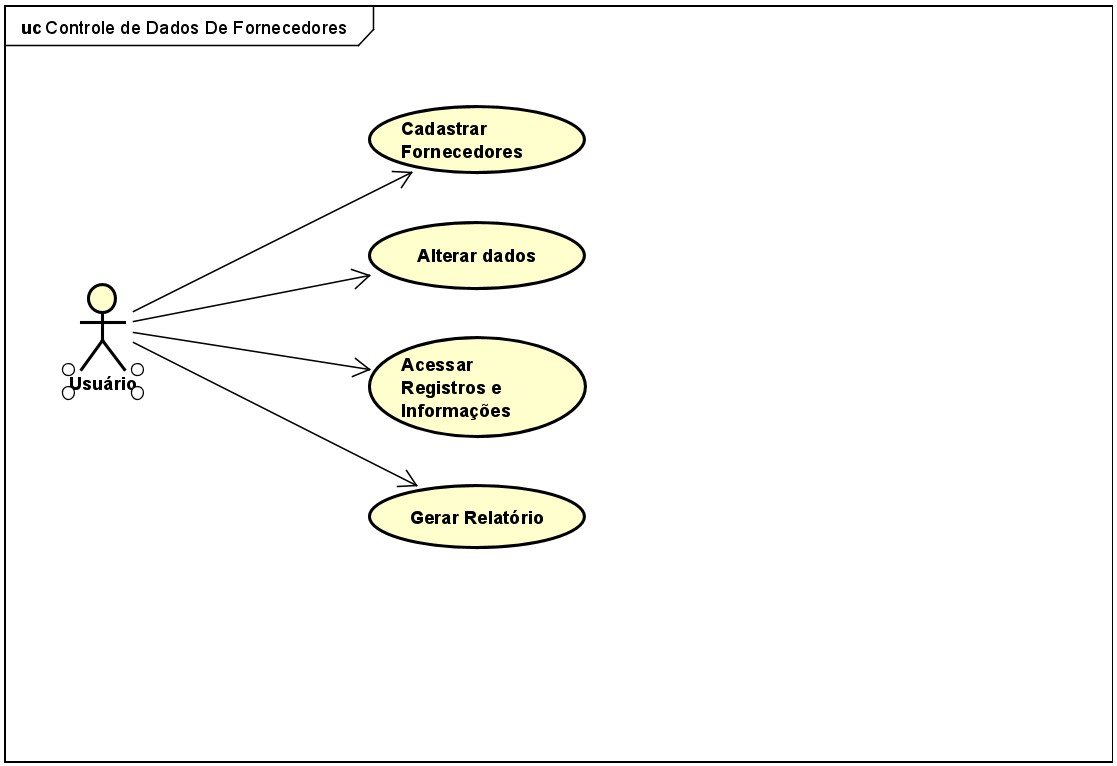 uc Controle de Dados De Fornecedores
Cadastrar
Fornecedores
Alterar dados
Usuário
Acessar
Registros e
Informações
Gerar Relatório